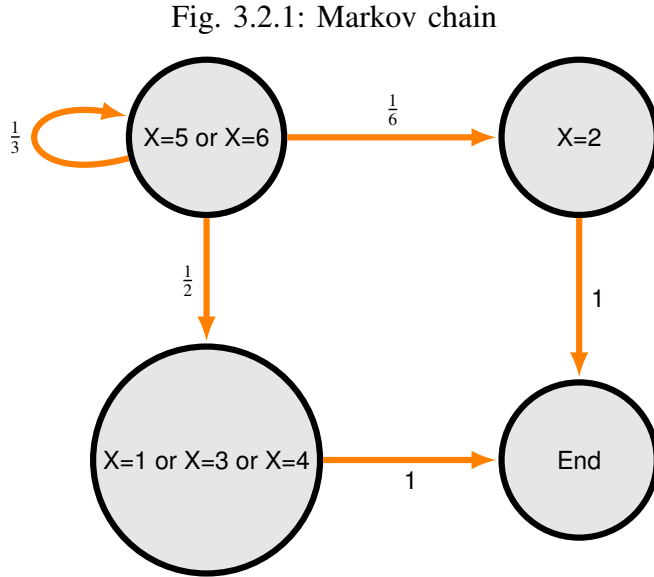 Fig. 3.2.1: Markov chain
1/6
1/3
X=5 or X=6
X=2
1/2
1
X=1 or X=3 or X=4
End
1